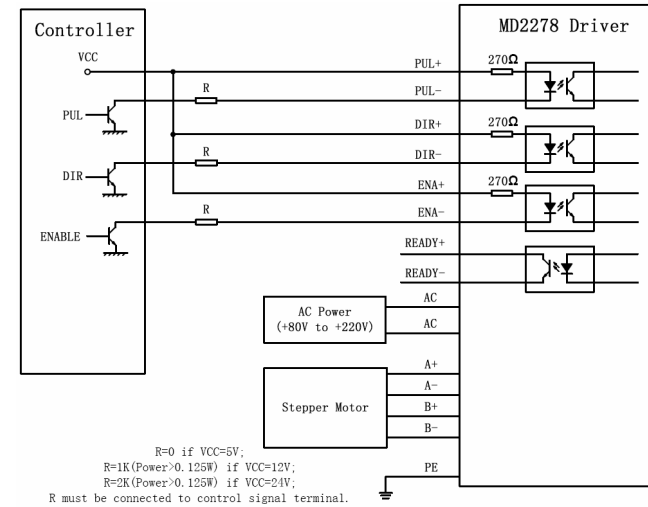 Controller
MD2278 Driver
VCC
PUL+
270Ω
R
PUL-
PUL
DIR+
270Ω
R
DIR-
DIR
ENA+
270Ω
R
ENA-
ENABLE
READY+
READY-
AC Power
(+80V to +220V)
AC
AC
Stepper Motor
A+
A-
B+
B-
PE
R=0 if VCC=5V;
R=1K(Power>0.125W) if VCC=12V;
R=2K(Power>0.125W) if VCC=24V;
R must be connected to control signal terminal.